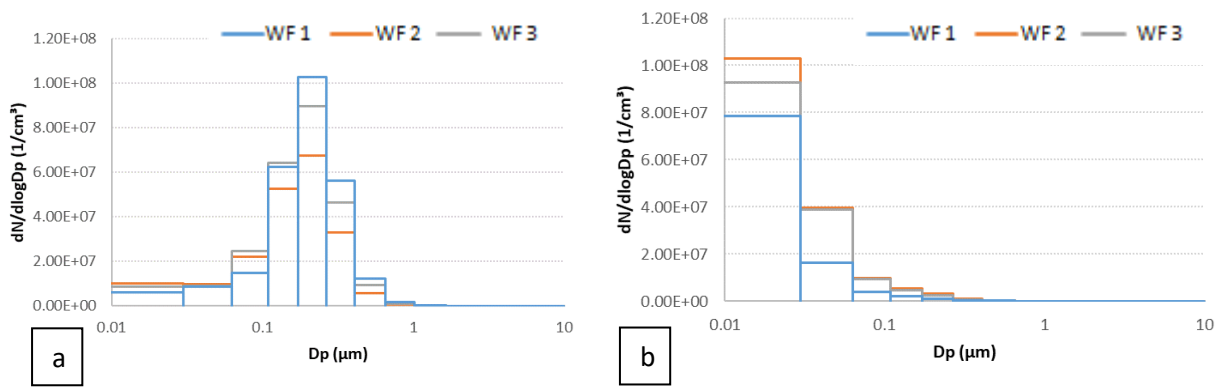 WF 1 WF 2 WF 3
1.20E+08
1.00E+08
8.00E+07
6.00E+07
4.00E+07
2.00E+07
0.00E+00
dN/dlogDp (1/cm³)
0.01 0.1 1 10
Dp (μm)
a
WF 1 WF 2 WF 3
1.20E+08
1.00E+08
8.00E+07
6.00E+07
4.00E+07
2.00E+07
0.00E+00
dN/dlogDp (1/cm³)
0.01 0.1 1 10
Dp (μm)
b